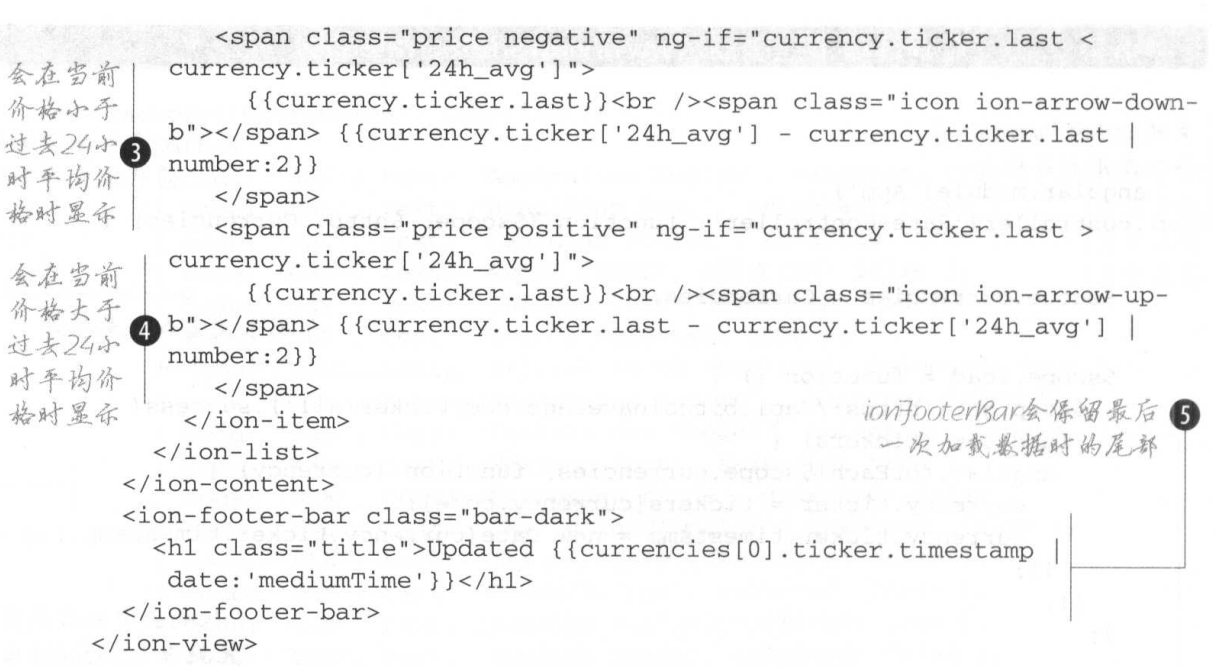 <span class="price negative" ng-if="currency.ticker.last <
currency.ticker['24h_avg']">
{{currency.ticker.last}}<br /><span class="icon ion-arrow-down-
b"></span> {{currency.ticker['24h_avg'] - currency.ticker.last |
number:2}}
</span>
会在当前
价格小于
过去24小
时平均价
格时显示
3
<span class="price positive" ng-if="currency.ticker.last >
currency.ticker['24h_avg']">
{{currency.ticker.last}}<br /><span class="icon ion-arrow-up-
b"></span> {{currency.ticker.last - currency.ticker['24h_avg'] |
number:2}}
</span>
会在当前
价格大于
过去24小
时平均价
格时显示
4
</ion-item>
</ion-list>
</ion-content>
ionFooterBar会保留最后
一次加载数据时的尾部
5
<ion-footer-bar class="bar-dark">
<h1 class="title">Updated {{currencies[0].ticker.timestamp |
date:'mediumTime'}}</h1>
</ion-footer-bar>
</ion-view>